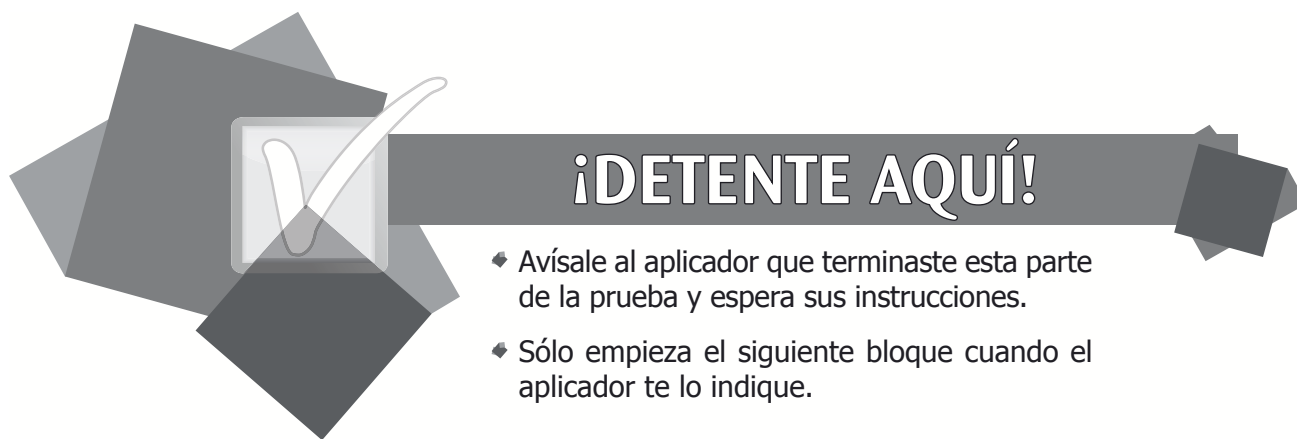 ¡DETENTE AQUÍ!
Avísale al aplicador que terminaste esta parte
de la prueba y espera sus instrucciones.
Sólo empieza el siguiente bloque cuando el
aplicador te lo indique.